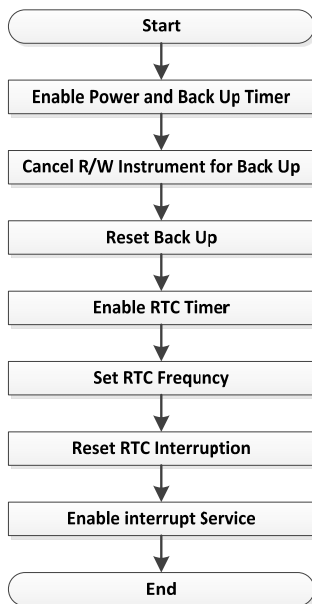 Start
Enable Power and Back Up Timer
Cancel R/W Instrument for Back Up
Reset Back Up
Enable RTC Timer
Set RTC Frequncy
Reset RTC Interruption
Enable interrupt Service
End